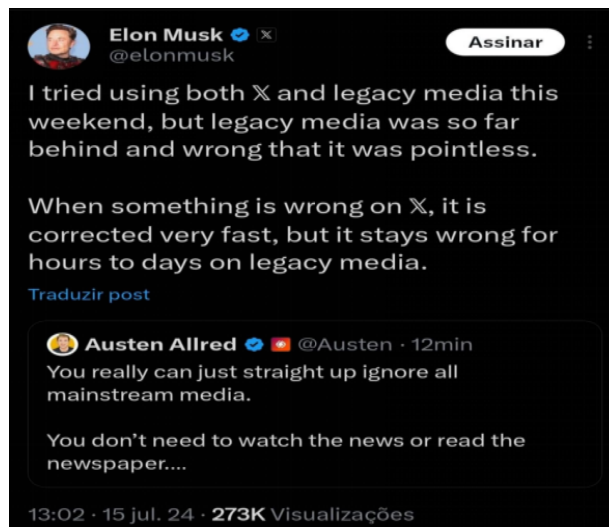 Elon Musk
Assinar
@elonmusk
I tried using both 𝕏 and legacy media this
weekend, but legacy media was so far
behind and wrong that it was pointless.
When something is wrong on 𝕏, it is
corrected very fast, but it stays wrong for
hours to days on legacy media.
Traduzir post
Austen Allred @Austen · 12min
You really can just straight up ignore all
mainstream media.
You don’t need to watch the news or read the
newspaper....
13:02 · 15 jul. 24 · 273K Visualizações